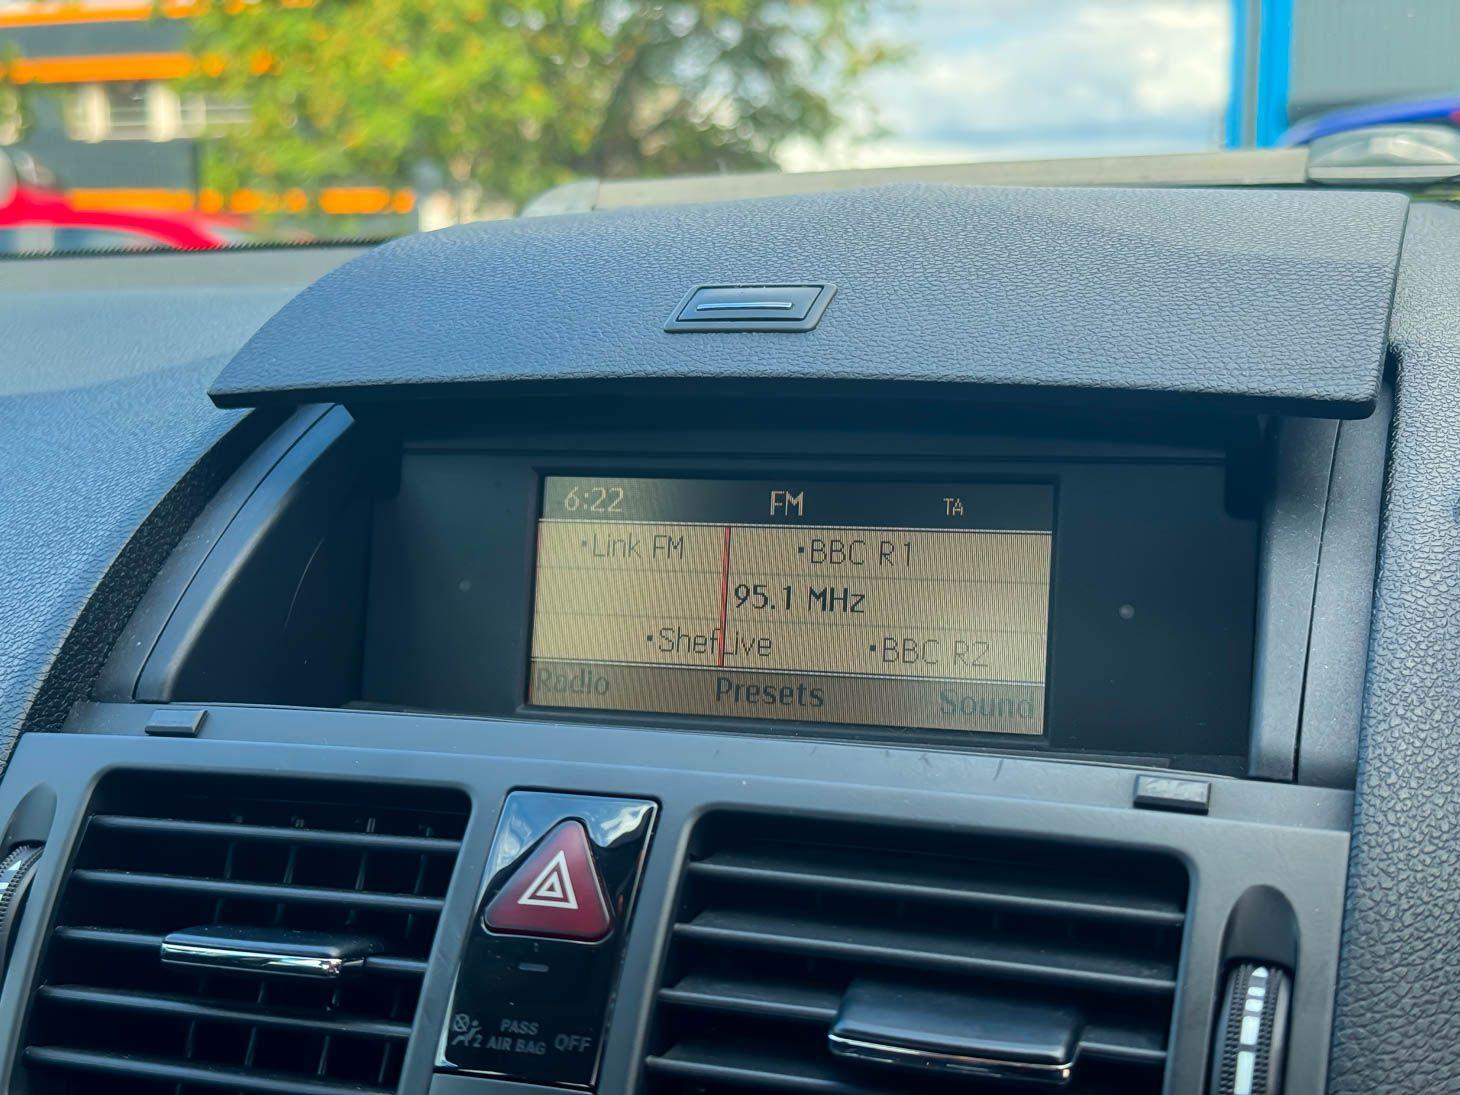 6:22 FM TA
•Link FM •BBC R1
95.1 MHz
•ShefLive •BBC R2
Radio Presets Sound
PASS
2 AIR BAG OFF